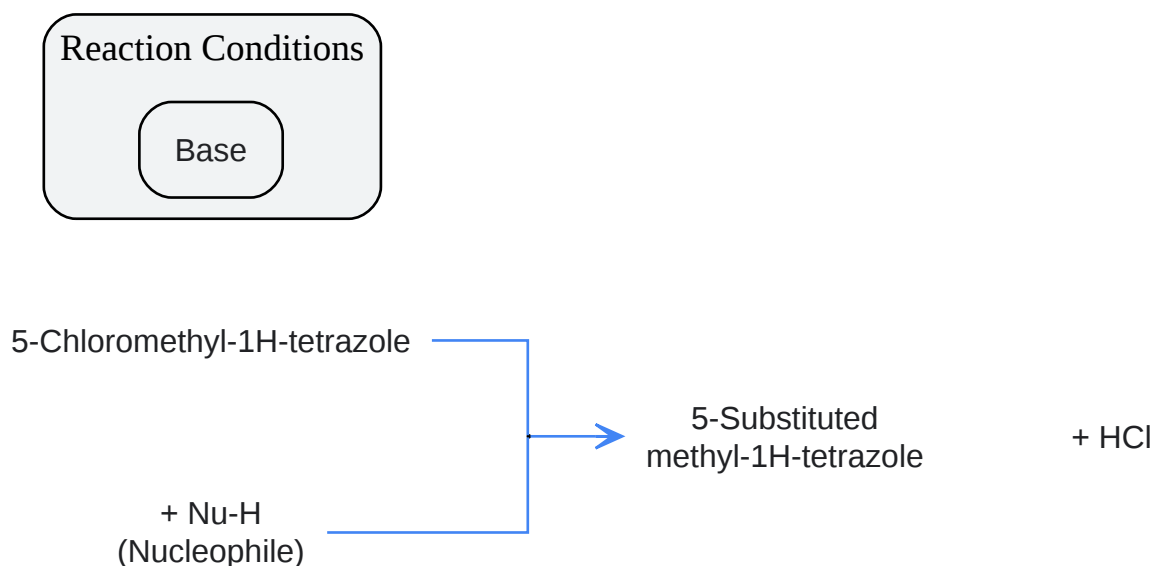 Reaction Conditions
Base
5-Chloromethyl-1H-tetrazole
+ Nu-H
(Nucleophile)
5-Substituted
methyl-1H-tetrazole
+ HCl